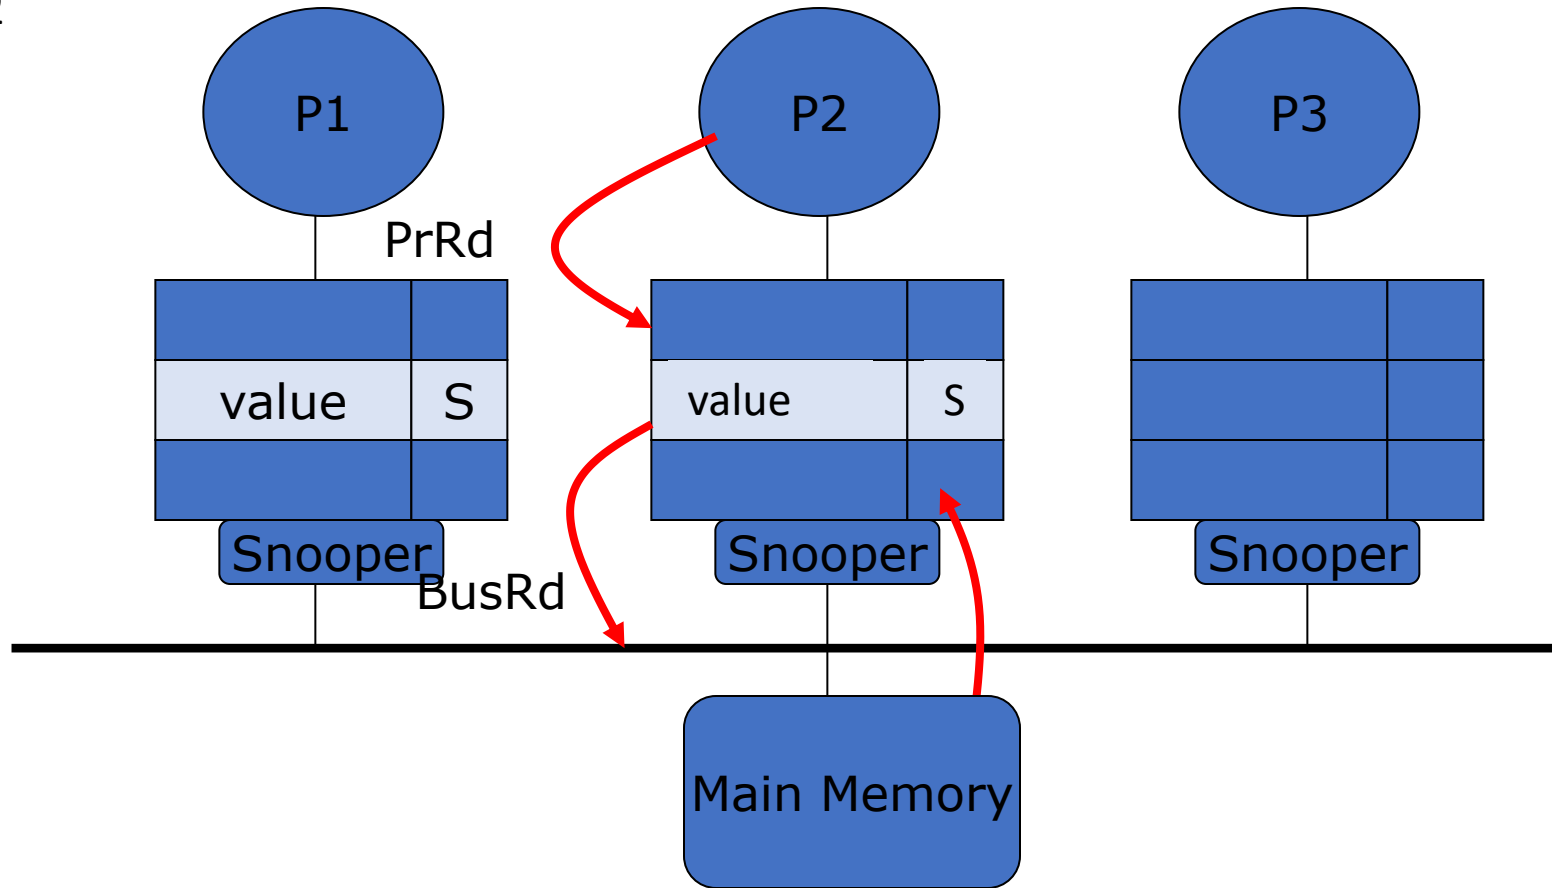 P1
P2
P3
PrRd
value
S
value
S
Snooper
Snooper
Snooper
BusRd
Main Memory